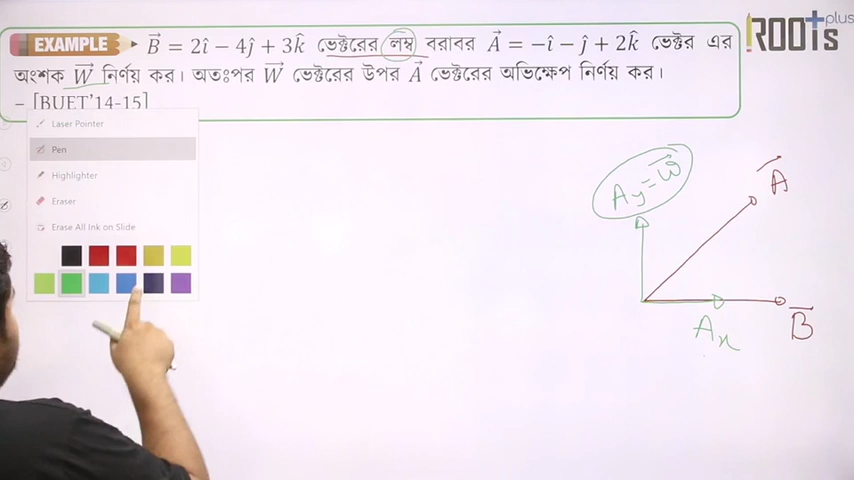 EXAMPLE B⃗ = 2î − 4ĵ + 3k̂ ভেক্টরের লম্ব বরাবর A⃗ = −î − ĵ + 2k̂ ভেক্টর এর
অংশক W⃗ নির্ণয় কর। অতঃপর W⃗ ভেক্টরের উপর A⃗ ভেক্টরের অভিক্ষেপ নির্ণয় কর।
– [BUET'14-15]
ROOTs plus
Laser Pointer
Pen
Highlighter
Eraser
Erase All Ink on Slide
Ay = W⃗
A⃗
Ax
B⃗